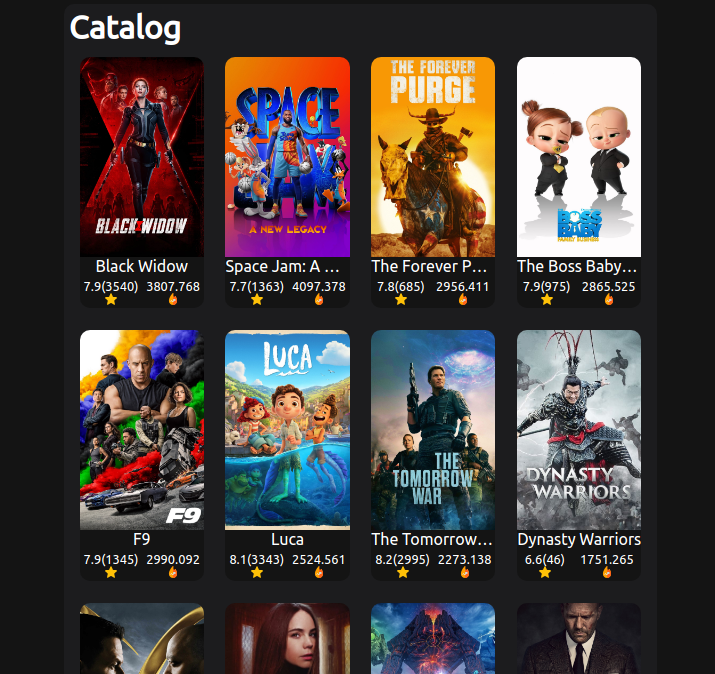 Catalog
BLACK WIDOW
SPACE
JAM
A NEW LEGACY
THE FOREVER
PURGE
BOSS
BABY
FAMILY BUSINESS
Black Widow
Space Jam: A ...
The Forever P...
The Boss Baby...
7.9(3540) 3807.768
7.7(1363) 4097.378
7.8(685) 2956.411
7.9(975) 2865.525
F9
LUCA
THE
TOMORROW
WAR
DYNASTY
WARRIORS
F9
Luca
The Tomorrow...
Dynasty Warriors
7.9(1345) 2990.092
8.1(3343) 2524.561
8.2(2995) 2273.138
6.6(46) 1751.265